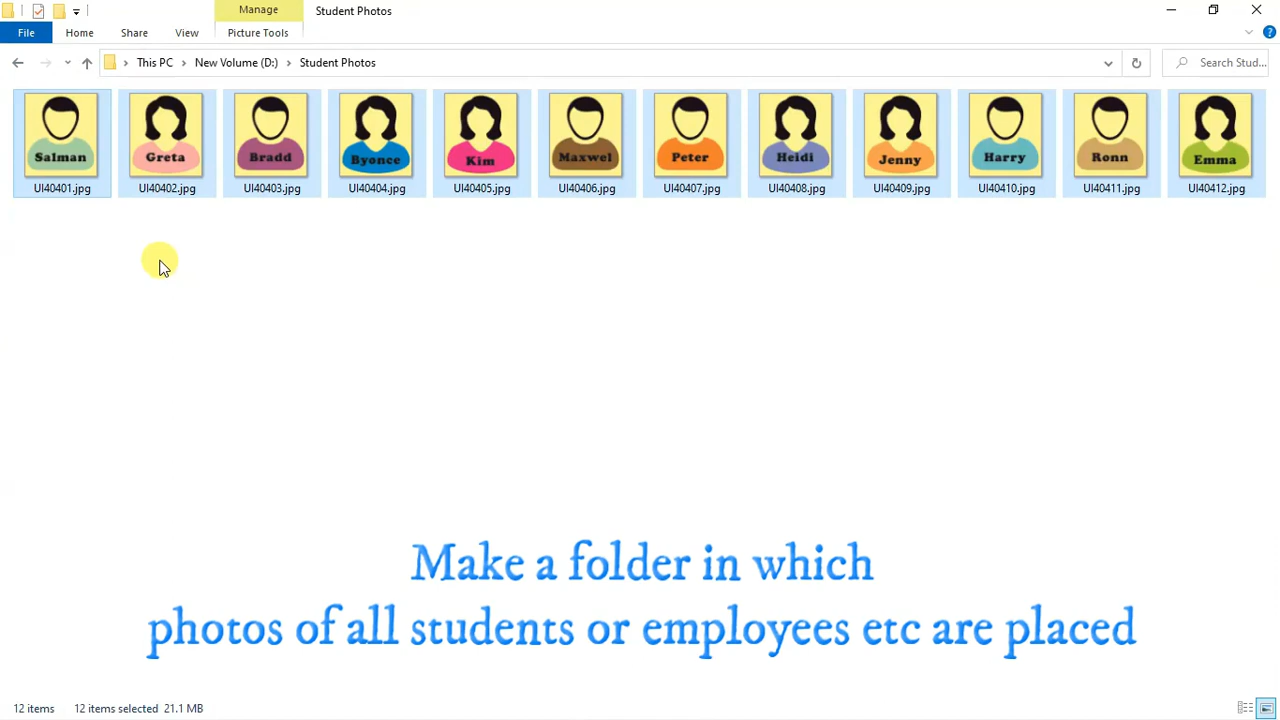 Manage
Student Photos
File
Home
Share
View
Picture Tools
This PC
New Volume (D:)
Student Photos
Search Stud...
Salman
Greta
Bradd
Byonce
Kim
Maxwel
Peter
Heidi
Jenny
Harry
Ronn
Emma
UI40401.jpg
UI40402.jpg
UI40403.jpg
UI40404.jpg
UI40405.jpg
UI40406.jpg
UI40407.jpg
UI40408.jpg
UI40409.jpg
UI40410.jpg
UI40411.jpg
UI40412.jpg
Make a folder in which
photos of all students or employees etc are placed
12 items
12 items selected 21.1 MB